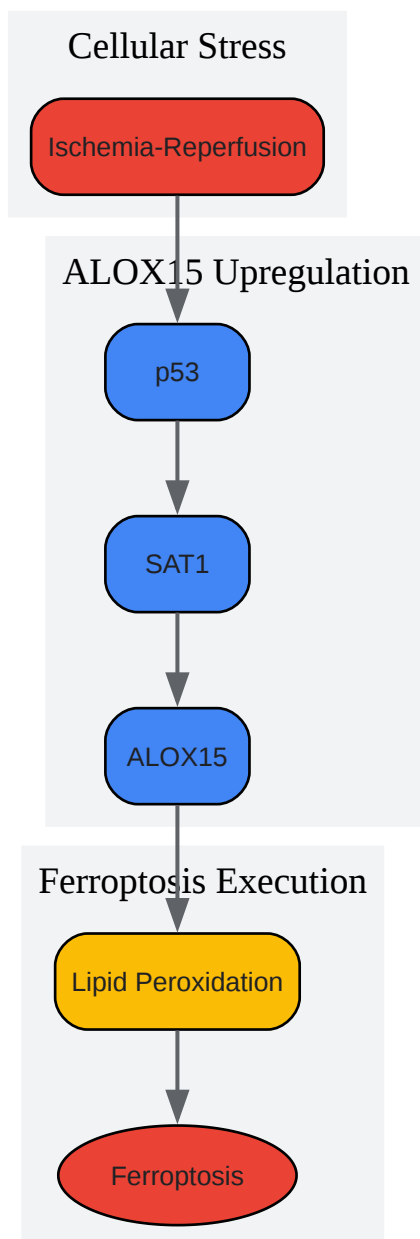 Cellular Stress
Ischemia-Reperfusion
ALOX15 Upregulation
p53
SAT1
ALOX15
Ferroptosis Execution
Lipid Peroxidation
Ferroptosis